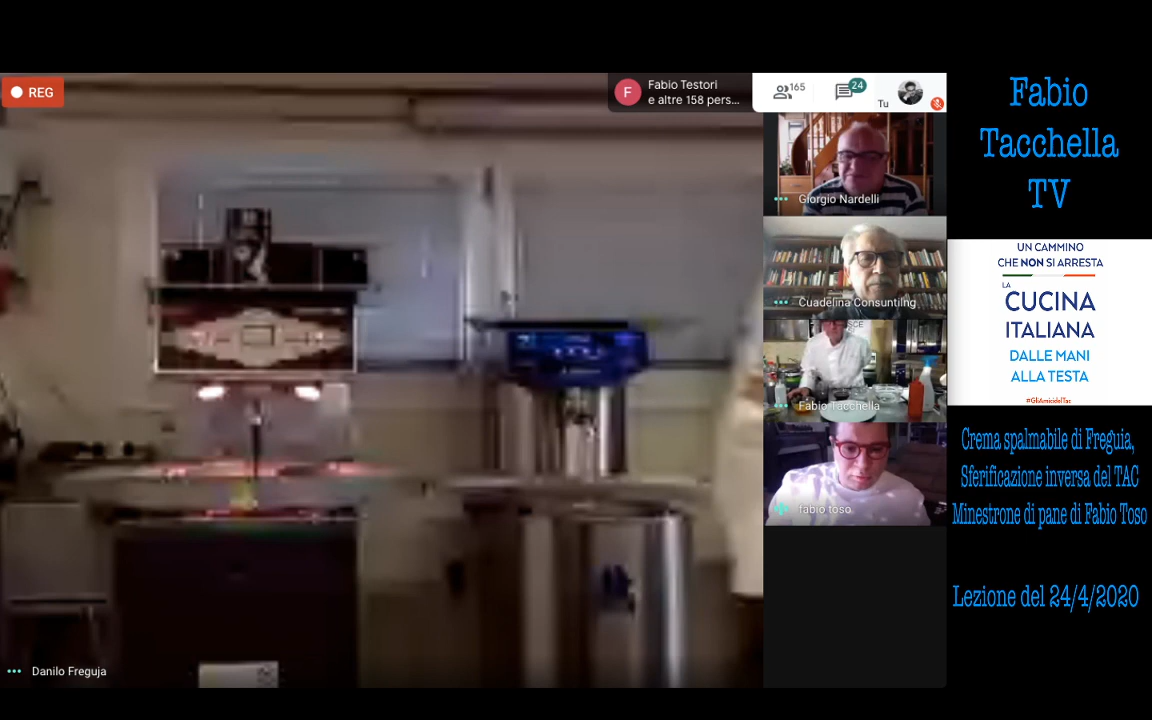 REG
Fabio Testori
e altre 158 pers...
165
24
Tu
Giorgio Nardelli
Cuadelina Consuntilng
SCE
Fabio Tacchella
fabio toso
Danilo Freguja
Fabio
Tacchella
TV
UN CAMMINO
CHE NON SI ARRESTA
LA
CUCINA
ITALIANA
DALLE MANI
ALLA TESTA
#GliAmicidelTac
Crema spalmabile di Freguia,
Sferificazione inversa del TAC
Minestrone di pane di Fabio Toso
Lezione del 24/4/2020